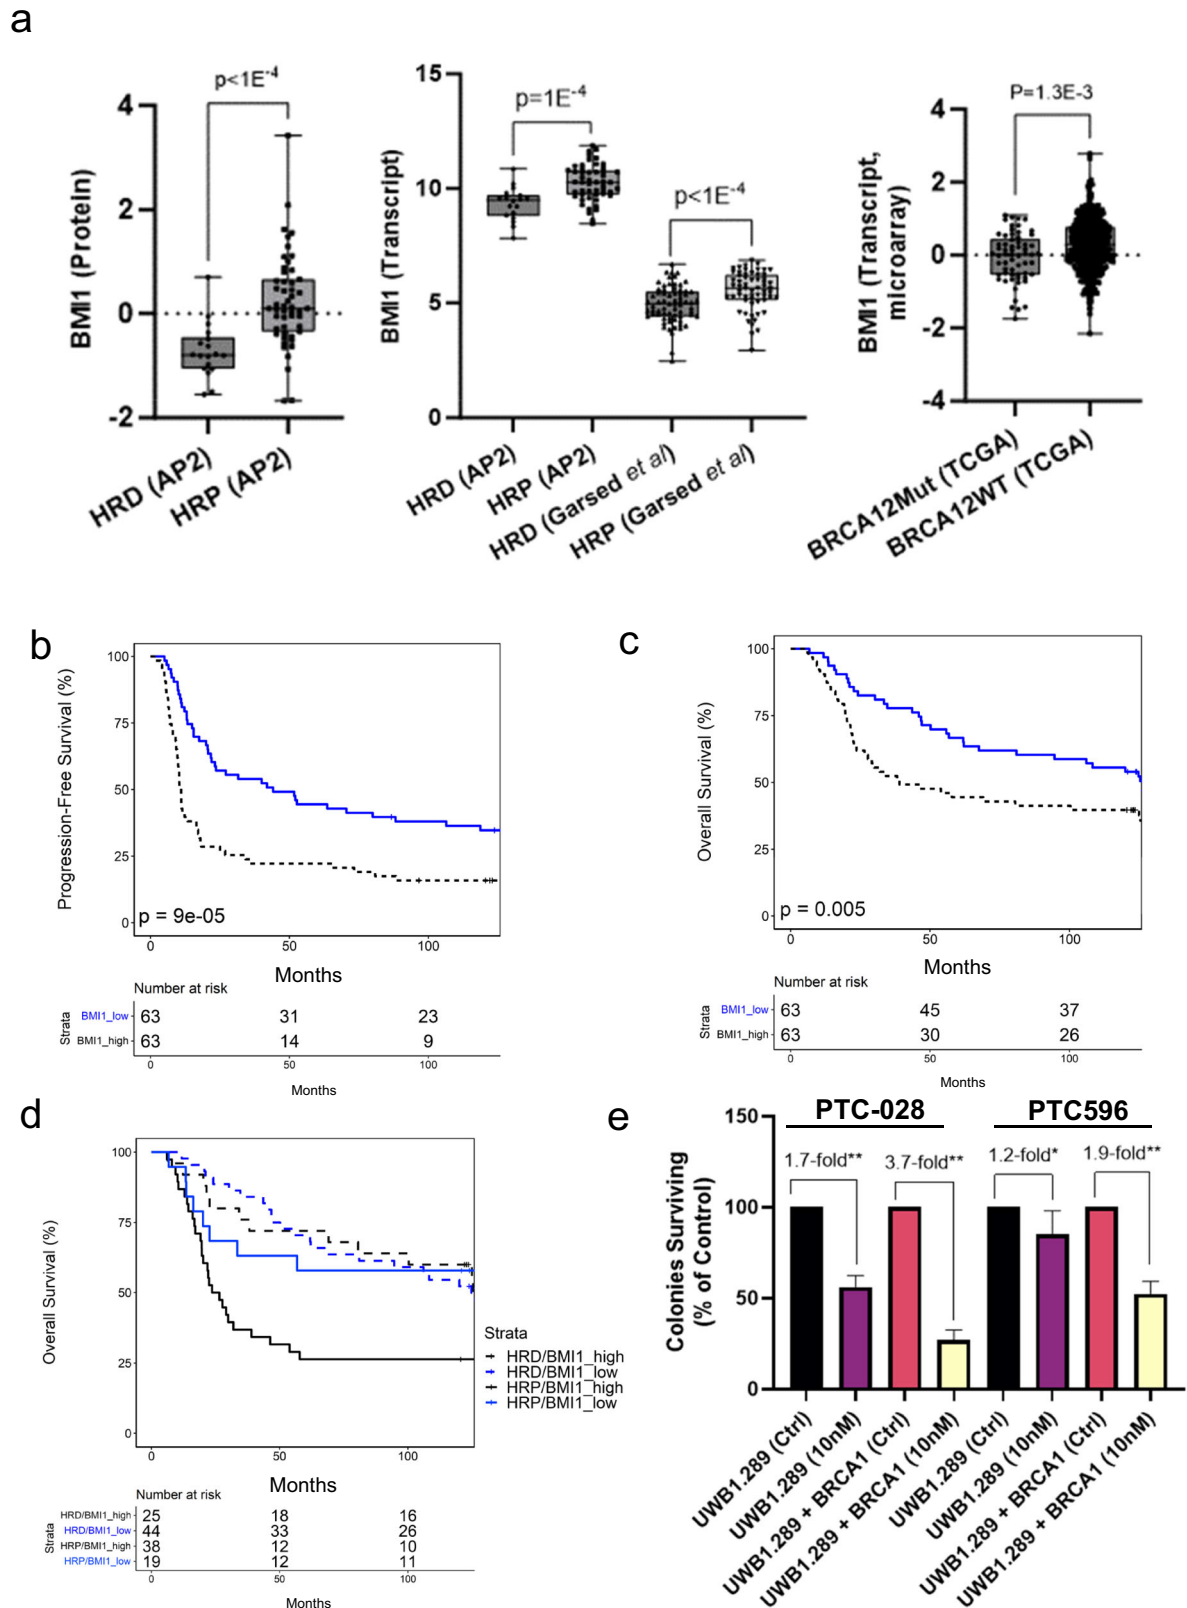 a
p<1E-4
4
2
0
-2
BMI1 (Protein)
HRD (AP2)
HRP (AP2)
15
10
5
0
BMI1 (Transcript)
p=1E-4
p<1E-4
HRD (AP2)
HRP (AP2)
HRD (Garsed et al)
HRP (Garsed et al)
P=1.3E-3
4
2
0
-2
-4
BMI1 (Transcript,
microarray)
BRCA12Mut (TCGA)
BRCA12WT (TCGA)
b
100
75
50
25
0
Progression-Free Survival (%)
p = 9e-05
0 50 100
Months
Number at risk
Strata
BMI1_low 63 31 23
BMI1_high 63 14 9
0 50 100
Months
c
100
75
50
25
0
Overall Survival (%)
p = 0.005
0 50 100
Months
Number at risk
Strata
BMI1_low 63 45 37
BMI1_high 63 30 26
0 50 100
Months
d
100
75
50
25
0
Overall Survival (%)
0 50 100
Months
Strata
HRD/BMI1_high
HRD/BMI1_low
HRP/BMI1_high
HRP/BMI1_low
Number at risk
Strata
HRD/BMI1_high 25 18 16
HRD/BMI1_low 44 33 26
HRP/BMI1_high 38 12 10
HRP/BMI1_low 19 12 11
0 50 100
Months
e
PTC-028 PTC596
150
100
50
0
Colonies Surviving
(% of Control)
1.7-fold** 3.7-fold** 1.2-fold* 1.9-fold**
UWB1.289 (Ctrl)
UWB1.289 (10nM)
UWB1.289 + BRCA1 (Ctrl)
UWB1.289 + BRCA1 (10nM)
UWB1.289 (Ctrl)
UWB1.289 (10nM)
UWB1.289 + BRCA1 (Ctrl)
UWB1.289 + BRCA1 (10nM)